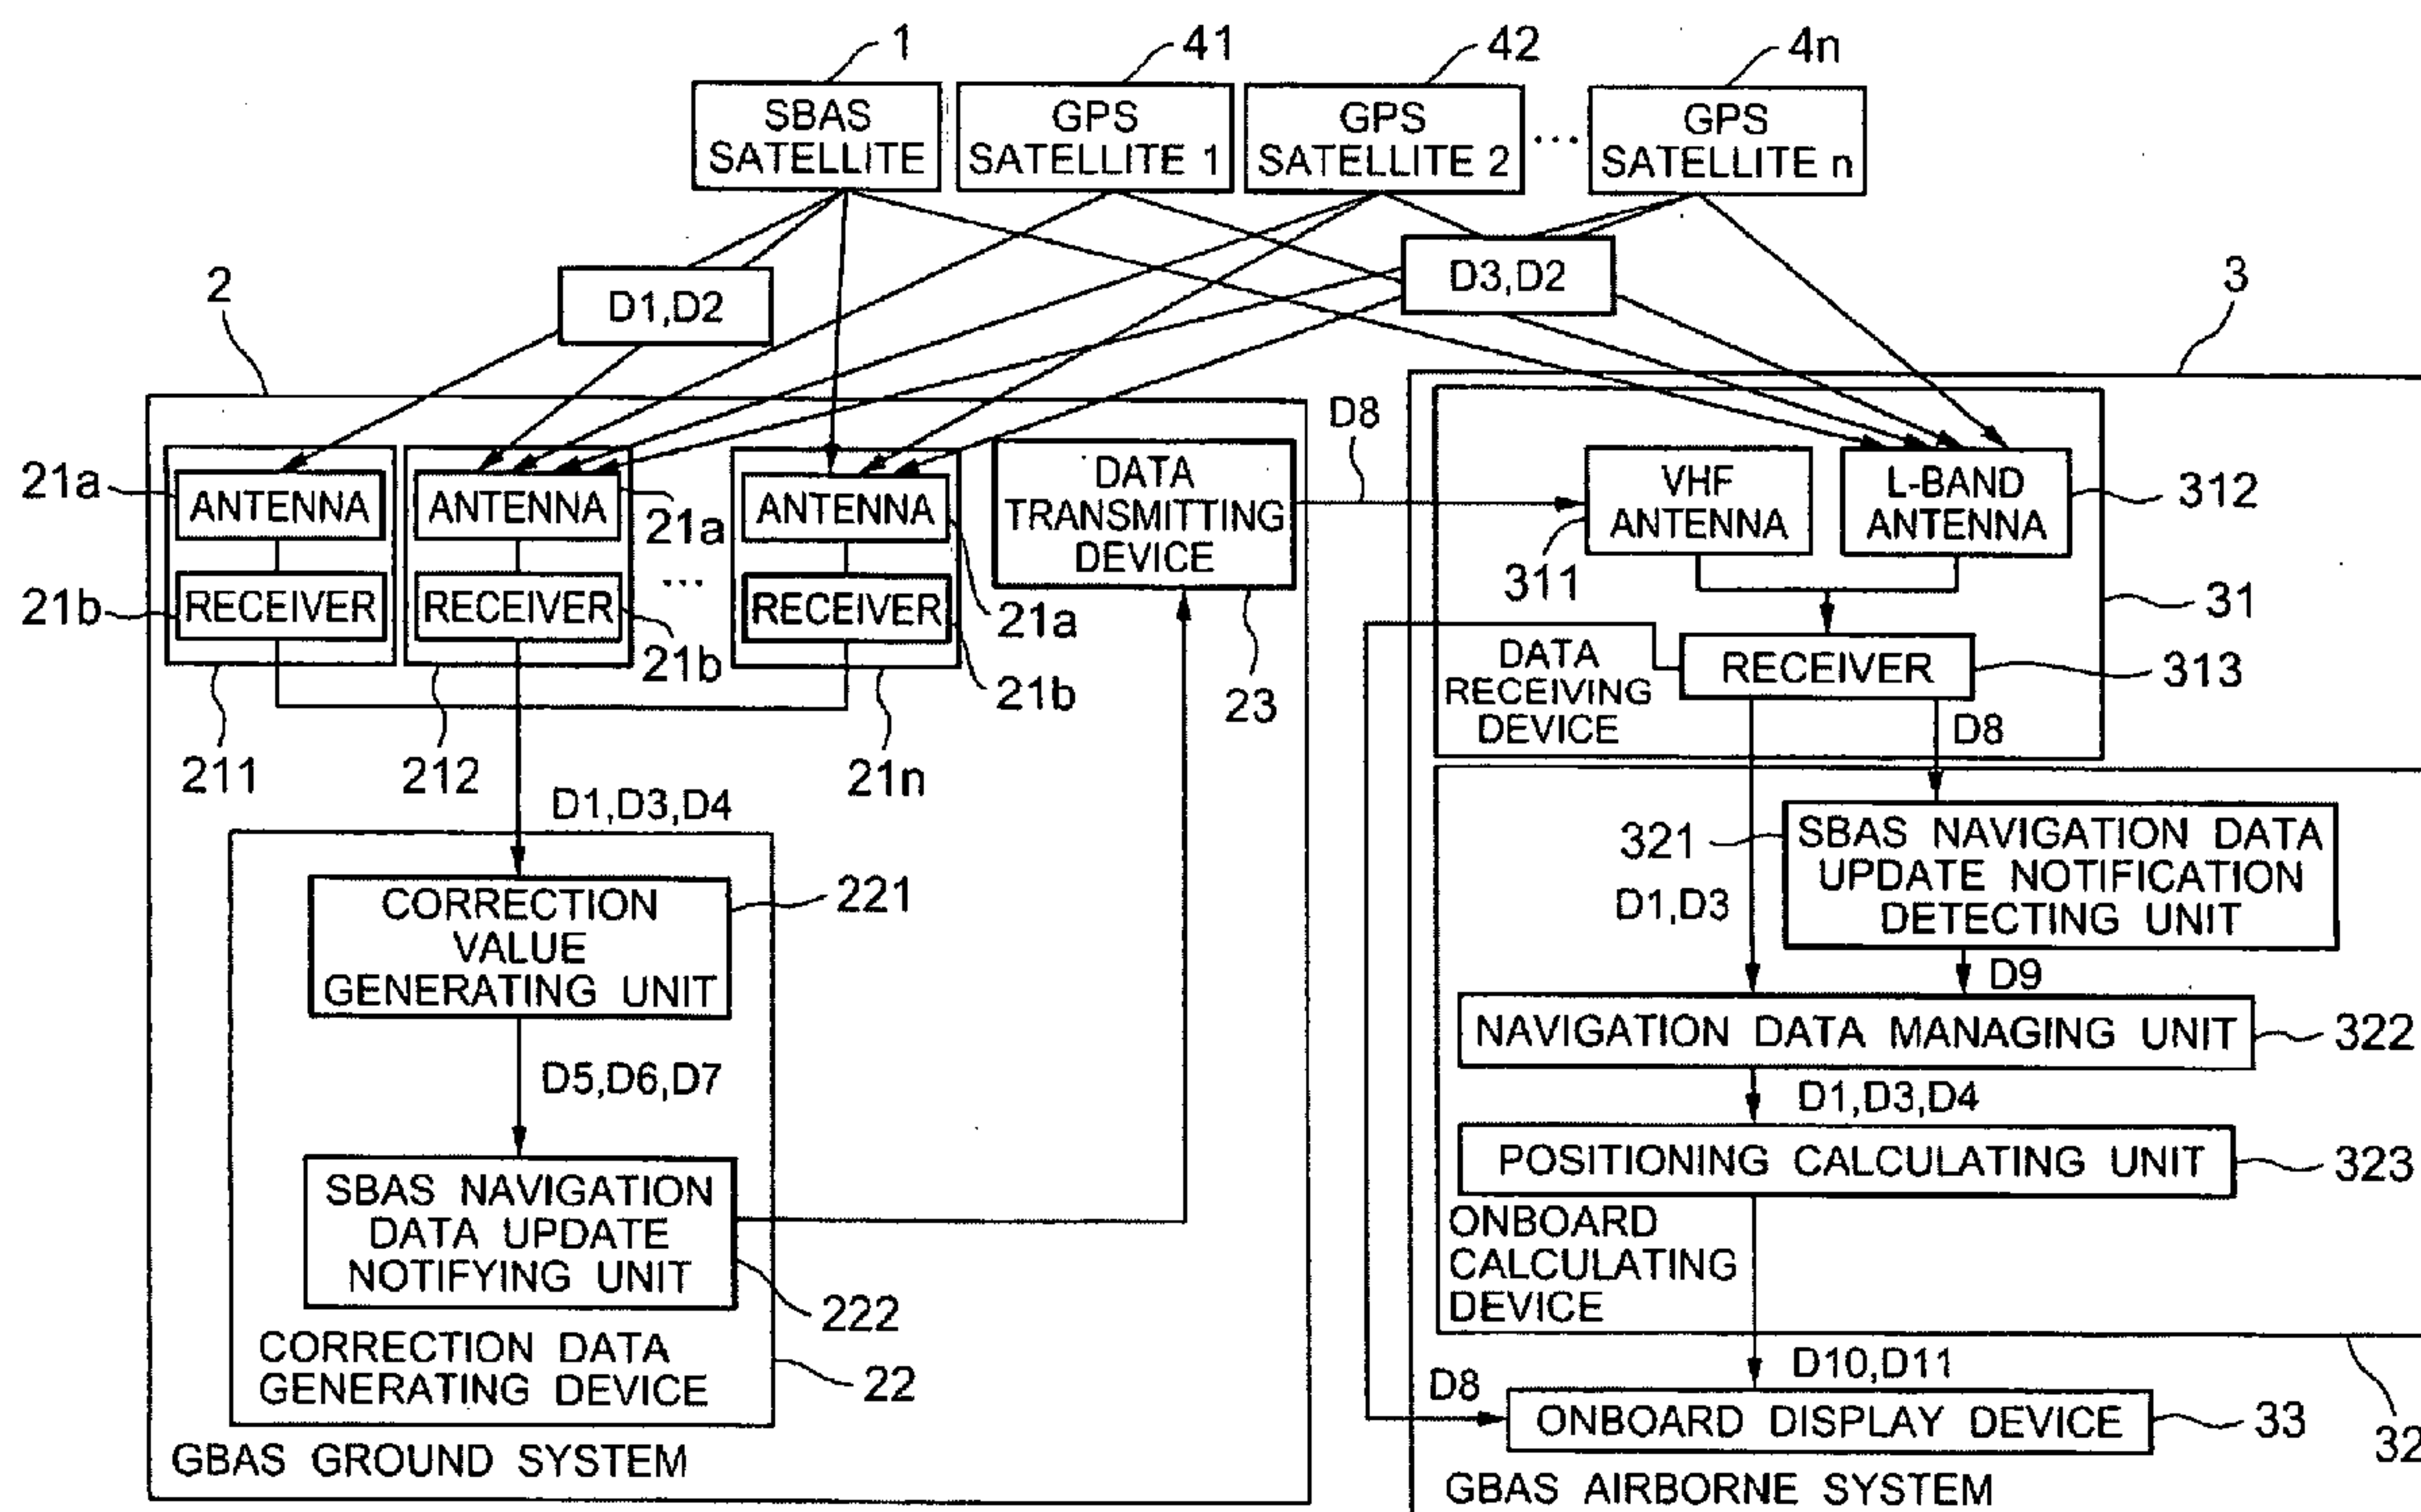 1
41
42
4n
SBAS
SATELLITE
GPS
SATELLITE 1
GPS
SATELLITE 2
...
GPS
SATELLITE n
2
D1,D2
D3,D2
3
D8
21a
ANTENNA
ANTENNA
21a
ANTENNA
21a
DATA
TRANSMITTING
DEVICE
VHF
ANTENNA
L-BAND
ANTENNA
312
311
21b
RECEIVER
RECEIVER
21b
...
RECEIVER
21b
23
31
DATA
RECEIVING
DEVICE
RECEIVER
313
211
212
21n
D8
D1,D3,D4
321
SBAS NAVIGATION DATA
UPDATE NOTIFICATION
DETECTING UNIT
D1,D3
CORRECTION
VALUE
GENERATING UNIT
221
D9
NAVIGATION DATA MANAGING UNIT
322
D5,D6,D7
D1,D3,D4
SBAS NAVIGATION
DATA UPDATE
NOTIFYING UNIT
222
POSITIONING CALCULATING UNIT
323
ONBOARD
CALCULATING
DEVICE
CORRECTION DATA
GENERATING DEVICE
22
D10,D11
D8
ONBOARD DISPLAY DEVICE
33
32
GBAS GROUND SYSTEM
GBAS AIRBORNE SYSTEM